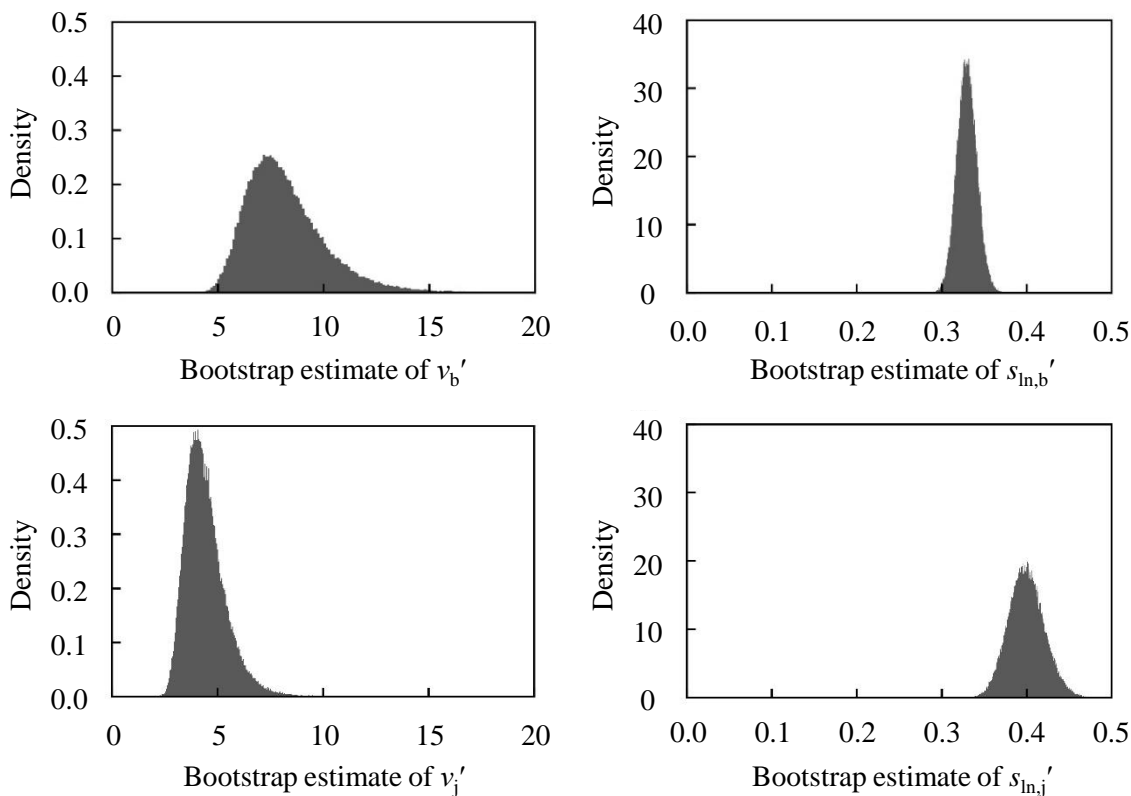 0.5
0.4
0.3
0.2
0.1
0.0
Density
0 5 10 15 20
Bootstrap estimate of vb′
40
30
20
10
0
Density
0.0 0.1 0.2 0.3 0.4 0.5
Bootstrap estimate of sln,b′
0.5
0.4
0.3
0.2
0.1
0.0
Density
0 5 10 15 20
Bootstrap estimate of vj′
40
30
20
10
0
Density
0.0 0.1 0.2 0.3 0.4 0.5
Bootstrap estimate of sln,j′